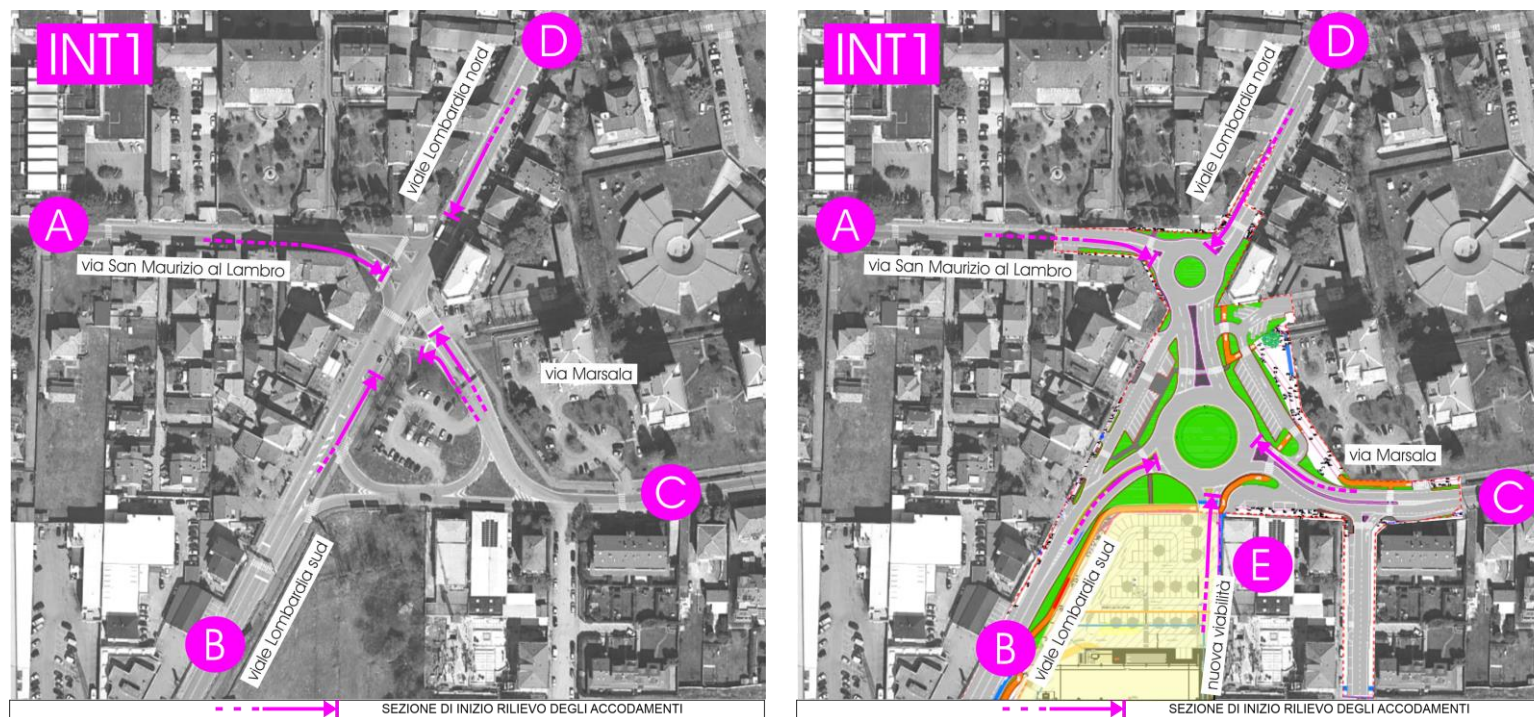 INT1
D
viale Lombardia nord
A
via San Maurizio al Lambro
via Marsala
C
B
viale Lombardia sud
SEZIONE DI INIZIO RILIEVO DEGLI ACCODAMENTI
INT1
D
viale Lombardia nord
A
via San Maurizio al Lambro
via Marsala
C
E
B
viale Lombardia sud
nuova viabilità
SEZIONE DI INIZIO RILIEVO DEGLI ACCODAMENTI